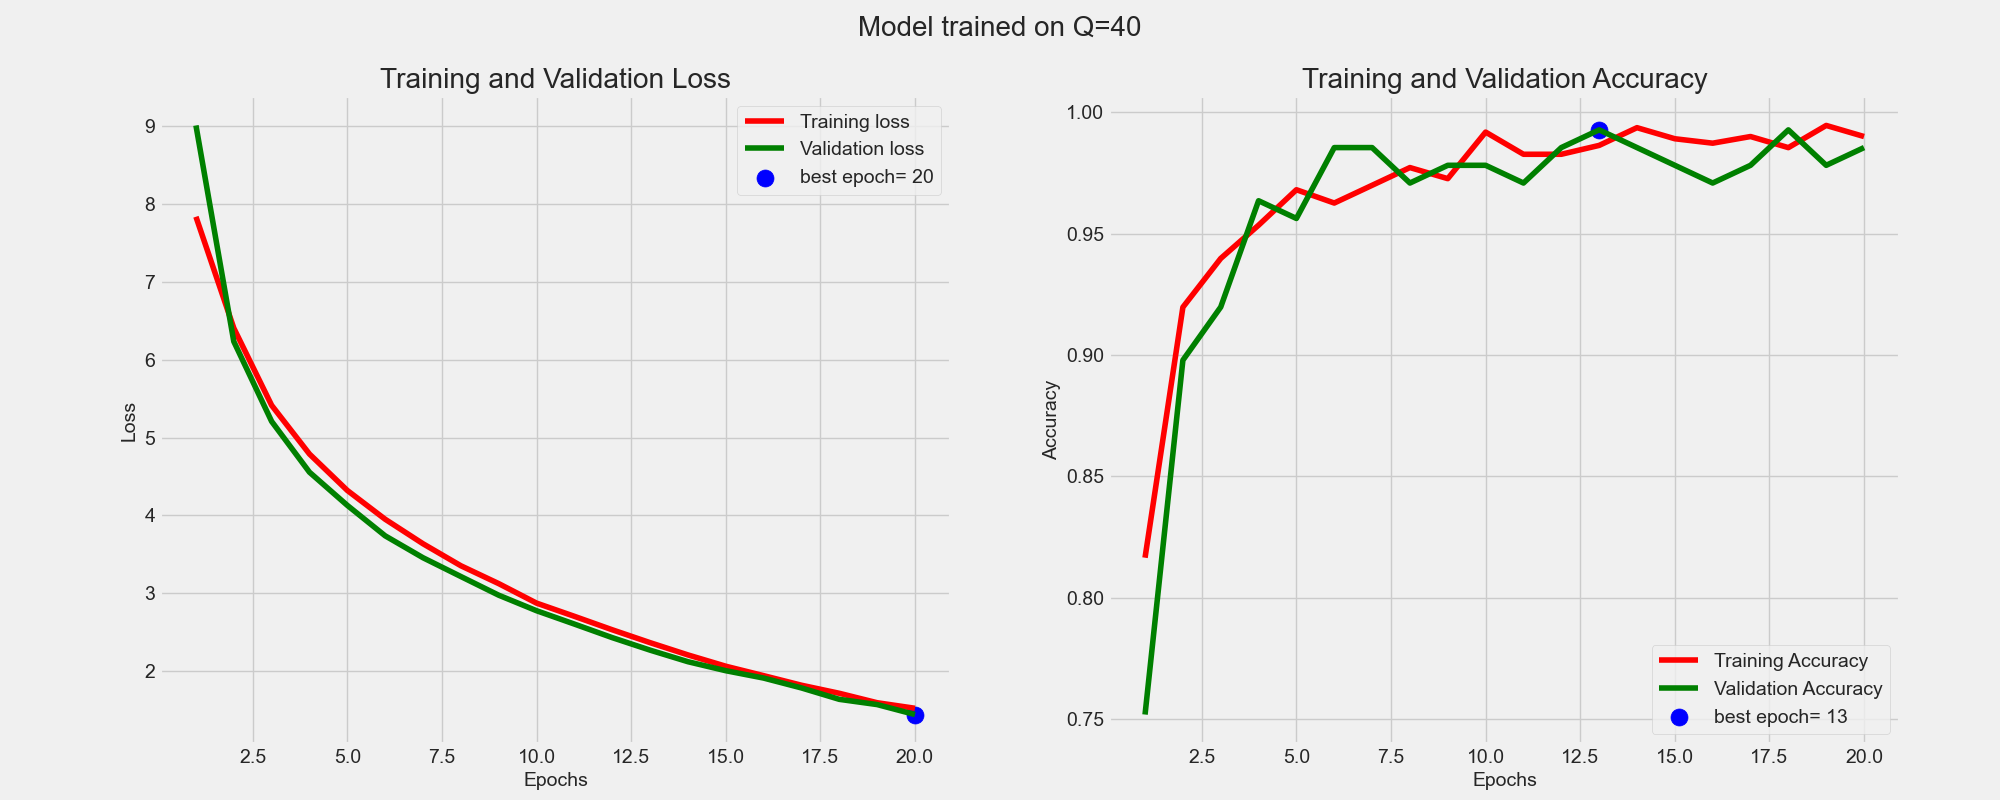 Model trained on Q=40
Training and Validation Loss
9
8
7
6
5
4
3
2
Loss
Training loss
Validation loss
best epoch= 20
2.5 5.0 7.5 10.0 12.5 15.0 17.5 20.0
Epochs
Training and Validation Accuracy
1.00
0.95
0.90
0.85
0.80
0.75
Accuracy
Training Accuracy
Validation Accuracy
best epoch= 13
2.5 5.0 7.5 10.0 12.5 15.0 17.5 20.0
Epochs